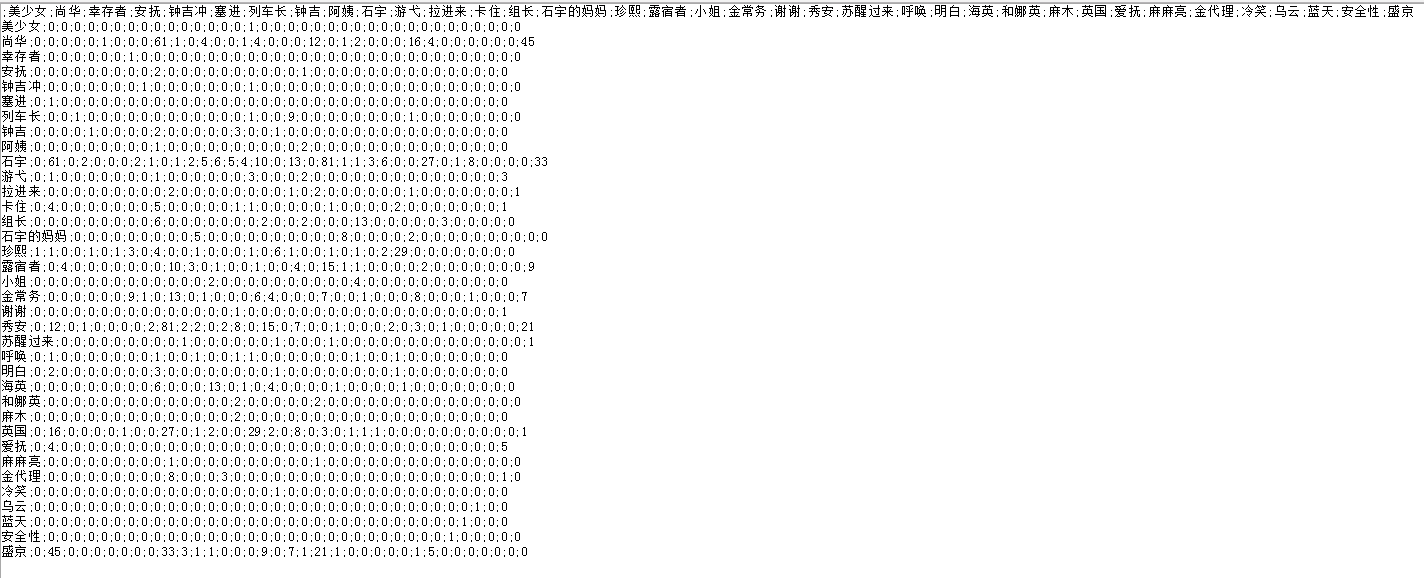 ;美少女;尚华;幸存者;安抚;钟吉冲;塞进;列车长;钟吉;阿姨;石宇;游弋;拉进来;卡住;组长;石宇的妈妈;珍熙;露宿者;小姐;金常务;谢谢;秀安;苏醒过来;呼唤;明白;海英;和娜英;麻木;英国;爱抚;麻麻亮;金代理;冷笑;乌云;蓝天;安全性;盛京
美少女;0;0;0;0;0;0;0;0;0;0;0;0;0;0;0;1;0;0;0;0;0;0;0;0;0;0;0;0;0;0;0;0;0;0;0;0
尚华;0;0;0;0;0;1;0;0;0;61;1;0;4;0;0;1;4;0;0;0;12;0;1;2;0;0;0;16;4;0;0;0;0;0;0;45
幸存者;0;0;0;0;0;0;1;0;0;0;0;0;0;0;0;0;0;0;0;0;0;0;0;0;0;0;0;0;0;0;0;0;0;0;0;0
安抚;0;0;0;0;0;0;0;0;0;2;0;0;0;0;0;0;0;0;0;0;1;0;0;0;0;0;0;0;0;0;0;0;0;0;0;0
钟吉冲;0;0;0;0;0;0;0;1;0;0;0;0;0;0;0;1;0;0;0;0;0;0;0;0;0;0;0;0;0;0;0;0;0;0;0;0
塞进;0;1;0;0;0;0;0;0;0;0;0;0;0;0;0;0;0;0;0;0;0;0;0;0;0;0;0;0;0;0;0;0;0;0;0;0
列车长;0;0;1;0;0;0;0;0;0;0;0;0;0;0;0;1;0;0;9;0;0;0;0;0;0;0;0;1;0;0;0;0;0;0;0;0
钟吉;0;0;0;0;1;0;0;0;0;2;0;0;0;0;0;3;0;0;1;0;0;0;0;0;0;0;0;0;0;0;0;0;0;0;0;0
阿姨;0;0;0;0;0;0;0;0;0;1;0;0;0;0;0;0;0;0;0;0;2;0;0;0;0;0;0;0;0;0;0;0;0;0;0;0
石宇;0;61;0;2;0;0;0;2;1;0;1;2;5;6;5;4;10;0;13;0;81;1;1;3;6;0;0;27;0;1;8;0;0;0;0;33
游弋;0;1;0;0;0;0;0;0;0;1;0;0;0;0;0;0;3;0;0;0;2;0;0;0;0;0;0;0;0;0;0;0;0;0;0;3
拉进来;0;0;0;0;0;0;0;0;0;2;0;0;0;0;0;0;0;0;1;0;2;0;0;0;0;0;0;1;0;0;0;0;0;0;0;1
卡住;0;4;0;0;0;0;0;0;0;5;0;0;0;0;0;1;1;0;0;0;0;0;1;0;0;0;0;2;0;0;0;0;0;0;0;1
组长;0;0;0;0;0;0;0;0;0;6;0;0;0;0;0;0;0;2;0;0;2;0;0;0;13;0;0;0;0;0;3;0;0;0;0;0
石宇的妈妈;0;0;0;0;0;0;0;0;0;5;0;0;0;0;0;0;0;0;0;0;8;0;0;0;0;2;0;0;0;0;0;0;0;0;0;0
珍熙;1;1;0;0;1;0;1;3;0;4;0;0;1;0;0;0;1;0;6;1;0;0;1;0;1;0;2;29;0;0;0;0;0;0;0;0
露宿者;0;4;0;0;0;0;0;0;0;10;3;0;1;0;0;1;0;0;4;0;15;1;1;0;0;0;0;2;0;0;0;0;0;0;0;9
小姐;0;0;0;0;0;0;0;0;0;0;0;0;0;2;0;0;0;0;0;0;0;0;0;0;4;0;0;0;0;0;0;0;0;0;0;0
金常务;0;0;0;0;0;0;9;1;0;13;0;1;0;0;0;6;4;0;0;0;7;0;0;1;0;0;0;8;0;0;0;1;0;0;0;7
谢谢;0;0;0;0;0;0;0;0;0;0;0;0;0;0;0;1;0;0;0;0;0;0;0;0;0;0;0;0;0;0;0;0;0;0;0;1
秀安;0;12;0;1;0;0;0;0;2;81;2;2;0;2;8;0;15;0;7;0;0;1;0;0;0;2;0;3;0;1;0;0;0;0;0;21
苏醒过来;0;0;0;0;0;0;0;0;0;1;0;0;0;0;0;0;1;0;0;0;1;0;0;0;0;0;0;0;0;0;0;0;0;0;0;1
呼唤;0;1;0;0;0;0;0;0;0;1;0;0;1;0;0;1;1;0;0;0;0;0;0;0;1;0;0;1;0;0;0;0;0;0;0;0
明白;0;2;0;0;0;0;0;0;0;3;0;0;0;0;0;0;0;0;1;0;0;0;0;0;0;0;0;1;0;0;0;0;0;0;0;0
海英;0;0;0;0;0;0;0;0;0;6;0;0;0;13;0;1;0;4;0;0;0;0;1;0;0;0;0;1;0;0;0;0;0;0;0;0
和娜英;0;0;0;0;0;0;0;0;0;0;0;0;0;0;2;0;0;0;0;0;2;0;0;0;0;0;0;0;0;0;0;0;0;0;0;0
麻木;0;0;0;0;0;0;0;0;0;0;0;0;0;0;0;2;0;0;0;0;0;0;0;0;0;0;0;0;0;0;0;0;0;0;0;0
英国;0;16;0;0;0;0;1;0;0;27;0;1;2;0;0;29;2;0;8;0;3;0;1;1;1;0;0;0;0;0;0;0;0;0;0;1
爱抚;0;4;0;0;0;0;0;0;0;0;0;0;0;0;0;0;0;0;0;0;0;0;0;0;0;0;0;0;0;0;0;0;0;0;0;5
麻麻亮;0;0;0;0;0;0;0;0;0;1;0;0;0;0;0;0;0;0;0;0;1;0;0;0;0;0;0;0;0;0;0;0;0;0;0;0
金代理;0;0;0;0;0;0;0;0;0;8;0;0;0;3;0;0;0;0;0;0;0;0;0;0;0;0;0;0;0;0;0;0;0;0;1;0
冷笑;0;0;0;0;0;0;0;0;0;0;0;0;0;0;0;0;0;0;1;0;0;0;0;0;0;0;0;0;0;0;0;0;0;0;0;0
乌云;0;0;0;0;0;0;0;0;0;0;0;0;0;0;0;0;0;0;0;0;0;0;0;0;0;0;0;0;0;0;0;0;0;1;0;0
蓝天;0;0;0;0;0;0;0;0;0;0;0;0;0;0;0;0;0;0;0;0;0;0;0;0;0;0;0;0;0;0;0;0;1;0;0;0
安全性;0;0;0;0;0;0;0;0;0;0;0;0;0;0;0;0;0;0;0;0;0;0;0;0;0;0;0;0;0;0;1;0;0;0;0;0
盛京;0;45;0;0;0;0;0;0;0;33;3;1;1;0;0;0;9;0;7;1;21;1;0;0;0;0;0;1;5;0;0;0;0;0;0;0